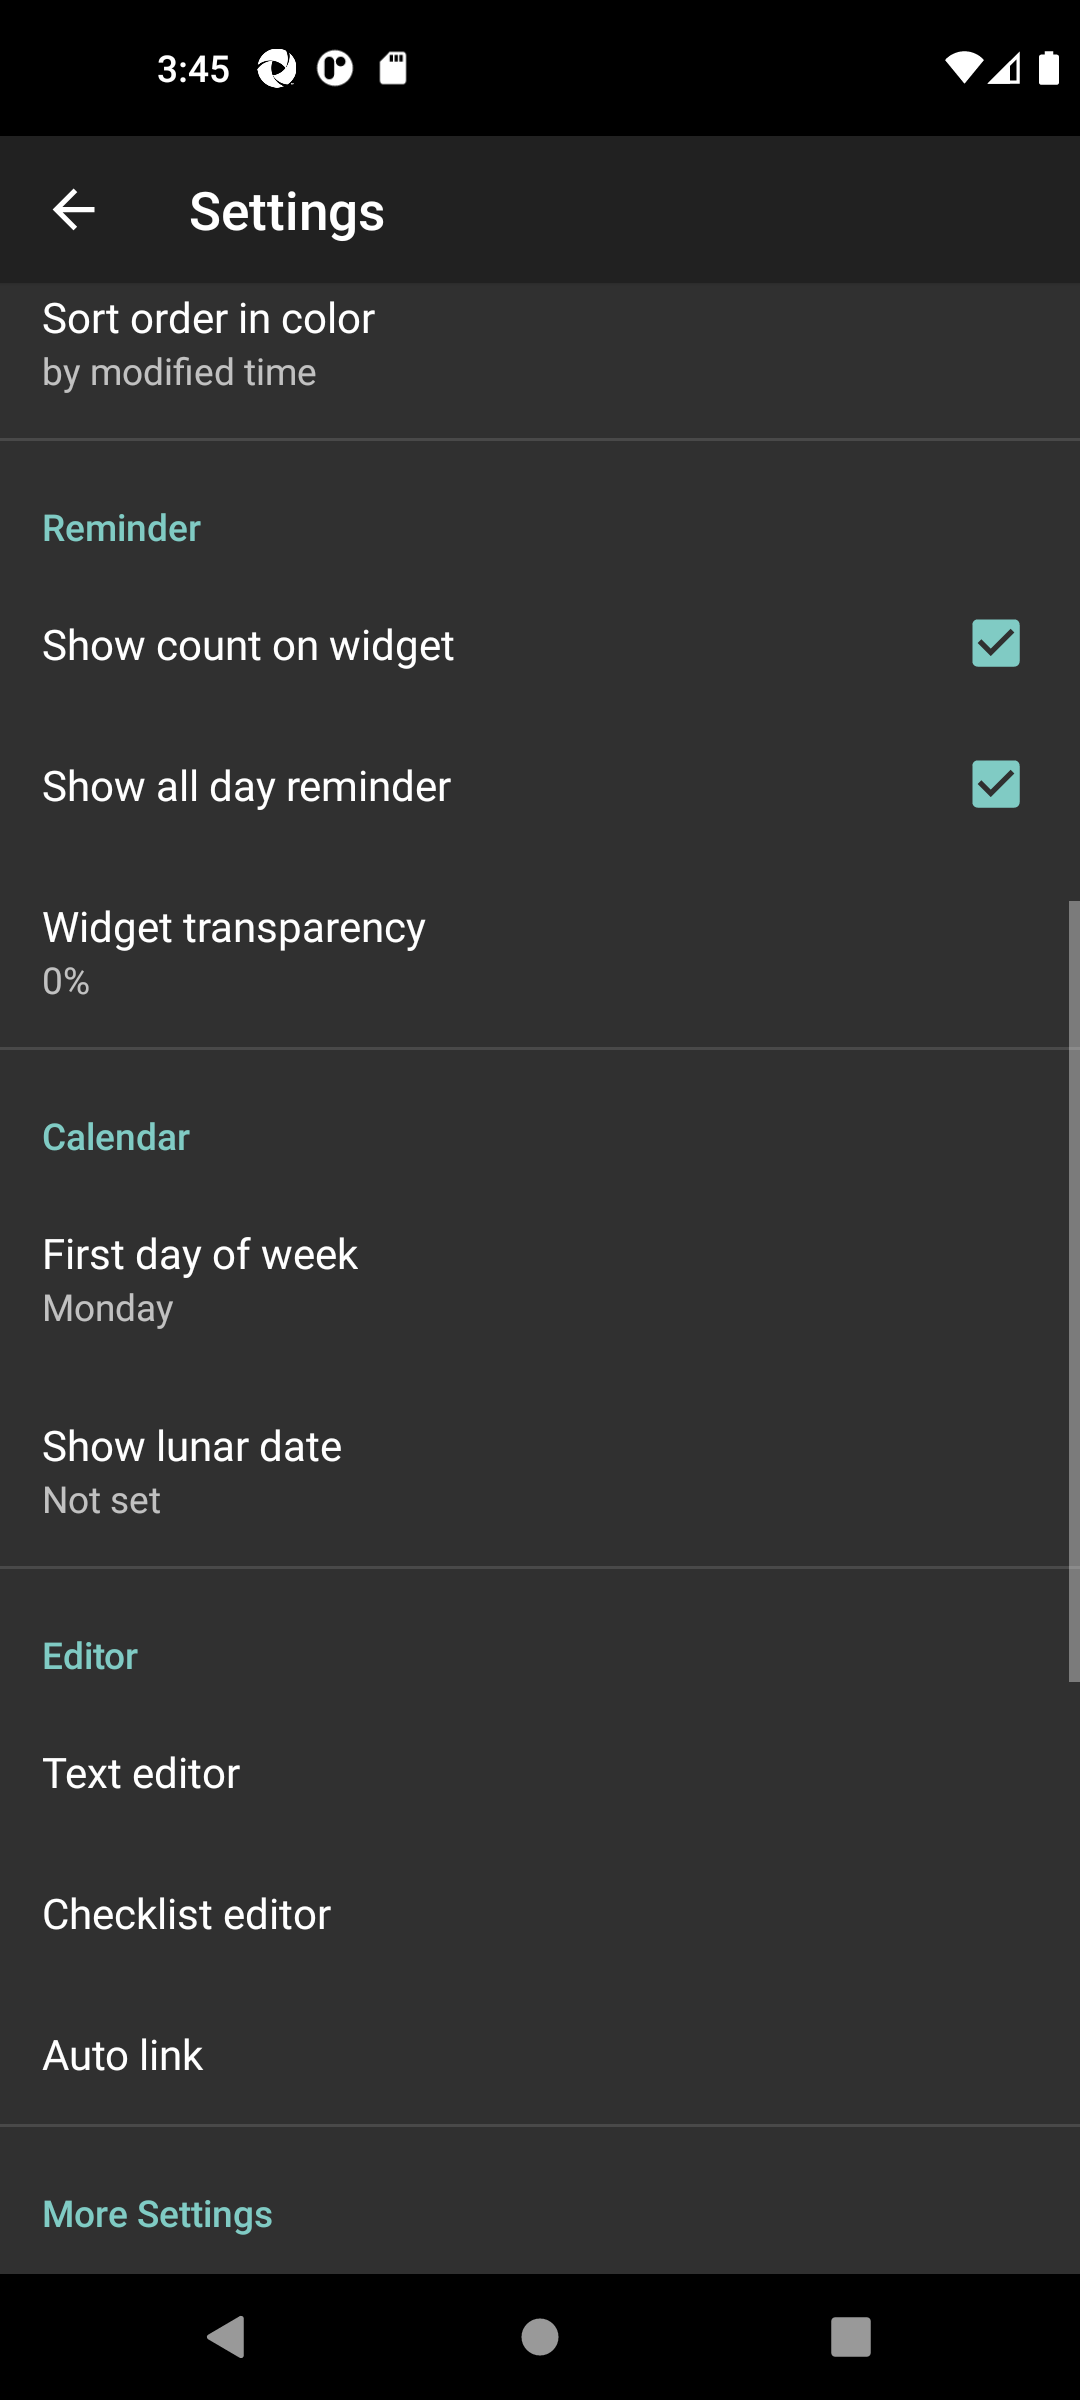 3:45
Settings
Sort order in color
by modified time
Reminder
Show count on widget
Show all day reminder
Widget transparency
0%
Calendar
First day of week
Monday
Show lunar date
Not set
Editor
Text editor
Checklist editor
Auto link
More Settings